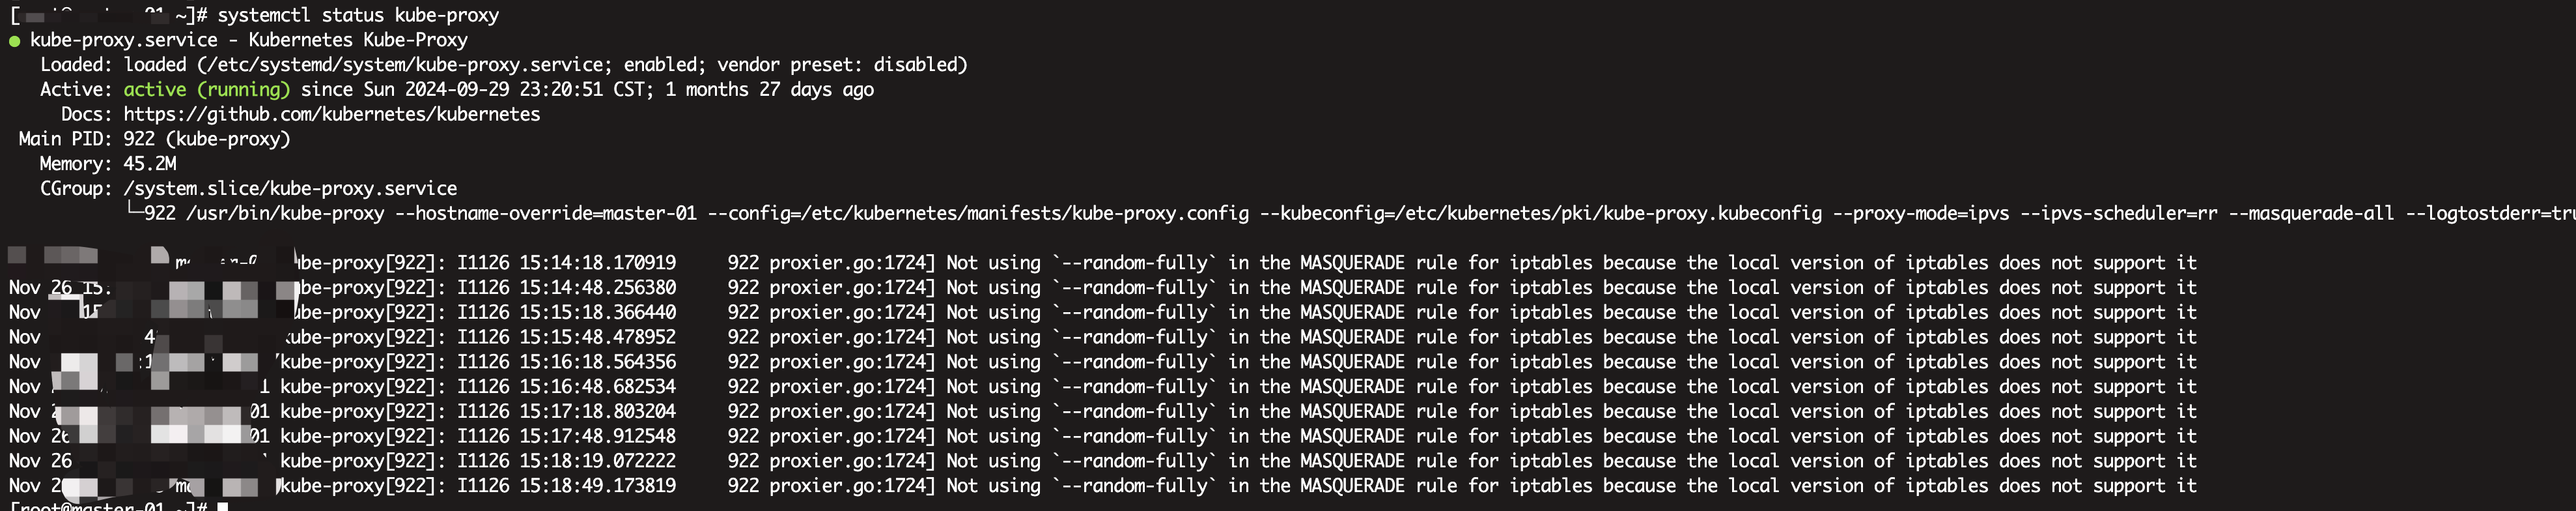 [ ~]# systemctl status kube-proxy
● kube-proxy.service - Kubernetes Kube-Proxy
Loaded: loaded (/etc/systemd/system/kube-proxy.service; enabled; vendor preset: disabled)
Active: active (running) since Sun 2024-09-29 23:20:51 CST; 1 months 27 days ago
Docs: https://github.com/kubernetes/kubernetes
Main PID: 922 (kube-proxy)
Memory: 45.2M
CGroup: /system.slice/kube-proxy.service
└─922 /usr/bin/kube-proxy --hostname-override=master-01 --config=/etc/kubernetes/manifests/kube-proxy.config --kubeconfig=/etc/kubernetes/pki/kube-proxy.kubeconfig --proxy-mode=ipvs --ipvs-scheduler=rr --masquerade-all --logtostderr=tru
ube-proxy[922]: I1126 15:14:18.170919 922 proxier.go:1724] Not using `--random-fully` in the MASQUERADE rule for iptables because the local version of iptables does not support it
Nov 26 15: ube-proxy[922]: I1126 15:14:48.256380 922 proxier.go:1724] Not using `--random-fully` in the MASQUERADE rule for iptables because the local version of iptables does not support it
Nov ube-proxy[922]: I1126 15:15:18.366440 922 proxier.go:1724] Not using `--random-fully` in the MASQUERADE rule for iptables because the local version of iptables does not support it
Nov kube-proxy[922]: I1126 15:15:48.478952 922 proxier.go:1724] Not using `--random-fully` in the MASQUERADE rule for iptables because the local version of iptables does not support it
Nov kube-proxy[922]: I1126 15:16:18.564356 922 proxier.go:1724] Not using `--random-fully` in the MASQUERADE rule for iptables because the local version of iptables does not support it
Nov kube-proxy[922]: I1126 15:16:48.682534 922 proxier.go:1724] Not using `--random-fully` in the MASQUERADE rule for iptables because the local version of iptables does not support it
Nov 01 kube-proxy[922]: I1126 15:17:18.803204 922 proxier.go:1724] Not using `--random-fully` in the MASQUERADE rule for iptables because the local version of iptables does not support it
Nov 26 01 kube-proxy[922]: I1126 15:17:48.912548 922 proxier.go:1724] Not using `--random-fully` in the MASQUERADE rule for iptables because the local version of iptables does not support it
Nov 26 kube-proxy[922]: I1126 15:18:19.072222 922 proxier.go:1724] Not using `--random-fully` in the MASQUERADE rule for iptables because the local version of iptables does not support it
Nov kube-proxy[922]: I1126 15:18:49.173819 922 proxier.go:1724] Not using `--random-fully` in the MASQUERADE rule for iptables because the local version of iptables does not support it
[root@master-01 ~]#